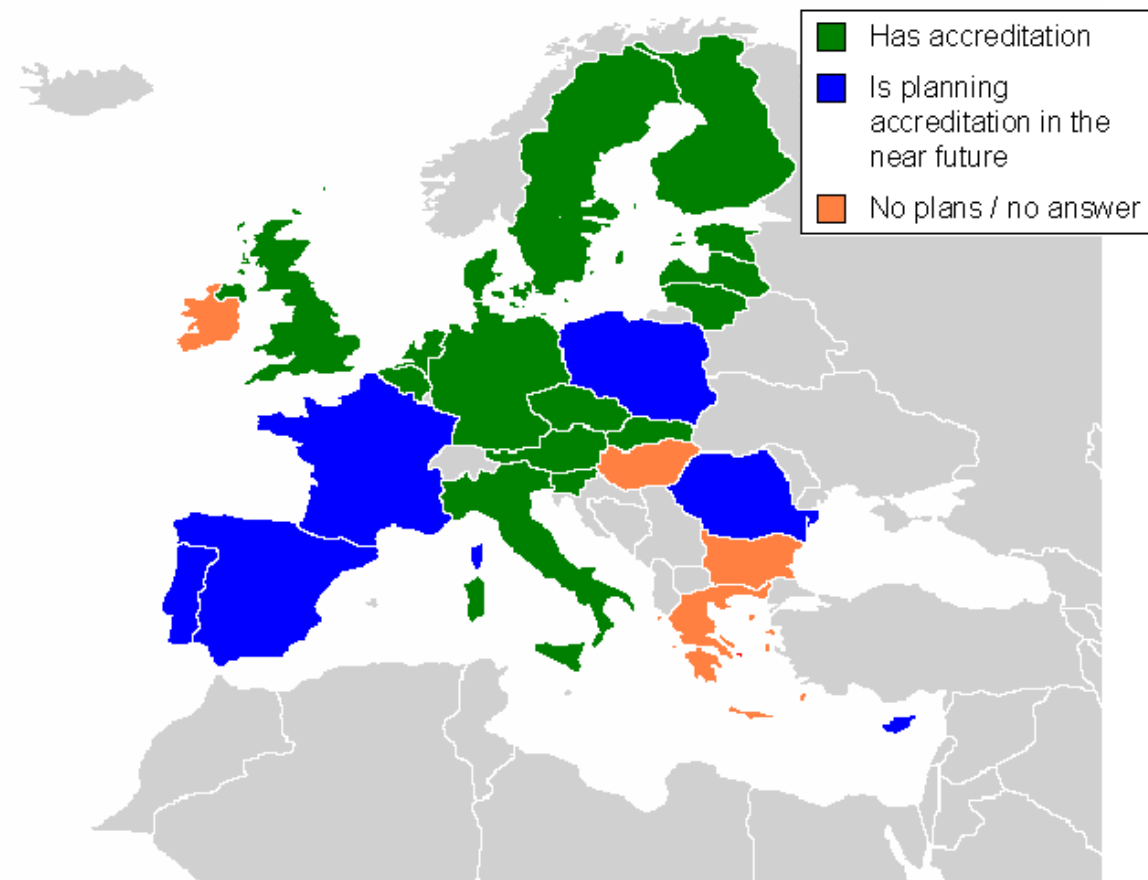 Has accreditation
Is planning
accreditation in the
near future
No plans / no answer